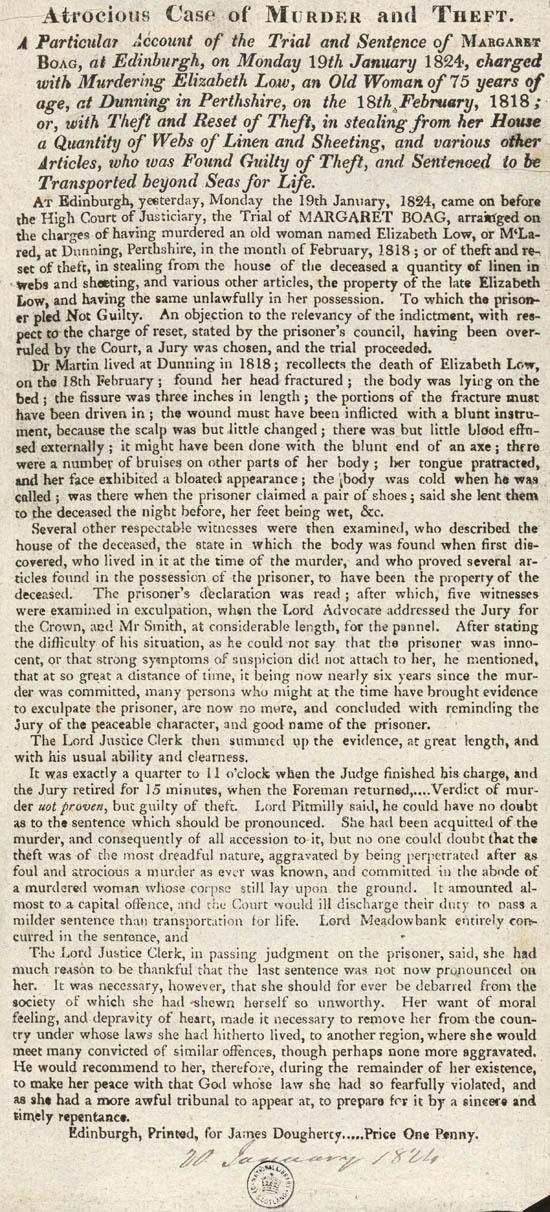 Atrocious Case of MURDER and THEFT.
A Particular Account of the Trial and Sentence of MARGARET
BOAG, at Edinburgh, on Monday 19th January 1824, charged
with Murdering Elizabeth Low, an Old Woman of 75 years of
age, at Dunning in Perthshire, on the 18th February, 1818;
or, with Theft and Reset of Theft, in stealing from her House
a Quantity of Webs of Linen and Sheeting, and various other
Articles, who was Found Guilty of Theft, and Sentenced to be
Transported beyond Seas for Life.
AT Edinburgh, yesterday, Monday the 19th January, 1824, came on before
the High Court of Justiciary, the Trial of MARGARET BOAG, arraigned on
the charges of having murdered an old woman named Elizabeth Low, or M'La-
red, at Dunning, Perthshire, in the month of February, 1818; or of theft and re-
set of theft, in stealing from the house of the deceased a quantity of linen in
webs and sheeting, and various other articles, the property of the late Elizabeth
Low, and having the same unlawfully in her possession. To which the prison-
er pled Not Guilty. An objection to the relevancy of the indictment, with res-
pect to the charge of reset, stated by the prisoner's council, having been over-
ruled by the Court, a Jury was chosen, and the trial proceeded.
Dr Martin lived at Dunning in 1818; recollects the death of Elizabeth Low,
on the 18th February; found her head fractured; the body was lying on the
bed; the fissure was three inches in length; the portions of the fracture must
have been driven in; the wound must have been inflicted with a blunt instru-
ment, because the scalp was but little changed; there was but little blood effu-
sed externally; it might have been done with the blunt end of an axe; there
were a number of bruises on other parts of her body; her tongue pratracted,
and her face exhibited a bloated appearance; the body was cold when he was
called; was there when the prisoner claimed a pair of shoes; said she lent them
to the deceased the night before, her feet being wet, &c.
Several other respectable witnesses were then examined, who described the
house of the deceased, the state in which the body was found when first dis-
covered, who lived in it at the time of the murder, and who proved several ar-
ticles found in the possession of the prisoner, to have been the property of the
deceased. The prisoner's declaration was read; after which, five witnesses
were examined in exculpation, when the Lord Advocate addressed the Jury for
the Crown, and Mr Smith, at considerable length, for the pannel. After stating
the difficulty of his situation, as he could not say that the prisoner was inno-
cent, or that strong symptoms of suspicion did not attach to her, he mentioned,
that at so great a distance of time, it being now nearly six years since the mur-
der was committed, many persons who might at the time have brought evidence
to exculpate the prisoner, are now no more, and concluded with reminding the
Jury of the peaceable character, and good name of the prisoner.
The Lord Justice Clerk then summed up the evidence, at great length, and
with his usual ability and clearness.
It was exactly a quarter to 11 o'clock when the Judge finished his charge, and
the Jury retired for 15 minutes, when the Foreman returned,....Verdict of mur-
der not proven, but guilty of theft. Lord Pitmilly said, he could have no doubt
as to the sentence which should be pronounced. She had been acquitted of the
murder, and consequently of all accession to it, but no one could doubt that the
theft was of the most dreadful nature, aggravated by being perpetrated after as
foul and atrocious a murder as ever was known, and committed in the abode of
a murdered woman whose corpse still lay upon the ground. It amounted al-
most to a capital offence, and the Court would ill discharge their duty to pass a
milder sentence than transportation for life. Lord Meadowbank entirely con-
curred in the sentence, and
The Lord Justice Clerk, in passing judgment on the prisoner, said, she had
much reason to be thankful that the last sentence was not now pronounced on
her. It was necessary, however, that she should for ever be debarred from the
society of which she had shewn herself so unworthy. Her want of moral
feeling, and depravity of heart, made it necessary to remove her from the coun-
try under whose laws she had hitherto lived, to another region, where she would
meet many convicted of similar offences, though perhaps none more aggravated.
He would recommend to her, therefore, during the remainder of her existence,
to make her peace with that God whose law she had so fearfully violated, and
as she had a more awful tribunal to appear at, to prepare for it by a sincere and
timely repentance.
Edinburgh, Printed, for James Dougherty.....Price One Penny.
20 January 1824
NATIONAL LIBRARY
SCOTLAND